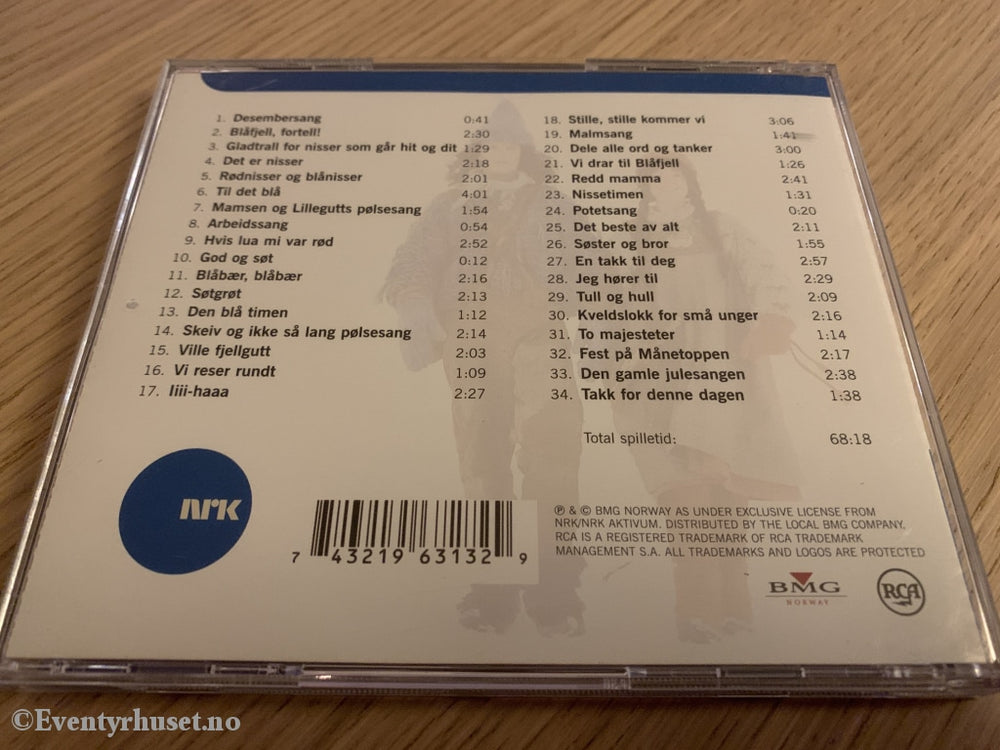 1. Desembersang 0:41
2. Blåfjell, fortell! 2:30
3. Gladtrall for nisser som går hit og dit 1:29
4. Det er nisser 2:18
5. Rødnisser og blånisser 2:01
6. Til det blå 4:01
7. Mamsen og Lillegutts pølsesang 1:54
8. Arbeidssang 0:54
9. Hvis lua mi var rød 2:52
10. God og søt 0:12
11. Blåbær, blåbær 2:16
12. Søtgrøt 2:13
13. Den blå timen 1:12
14. Skeiv og ikke så lang pølsesang 2:14
15. Ville fjellgutt 2:03
16. Vi reser rundt 1:09
17. Iiii-haaa 2:27
18. Stille, stille kommer vi 3:06
19. Malmsang 1:41
20. Dele alle ord og tanker 3:00
21. Vi drar til Blåfjell 1:26
22. Redd mamma 2:41
23. Nissetimen 1:31
24. Potetsang 0:20
25. Det beste av alt 2:11
26. Søster og bror 1:55
27. En takk til deg 2:57
28. Jeg hører til 2:29
29. Tull og hull 2:09
30. Kveldslokk for små unger 2:16
31. To majesteter 1:14
32. Fest på Månetoppen 2:17
33. Den gamle julesangen 2:38
34. Takk for denne dagen 1:38
Total spilletid: 68:18
NRK
7 43219 63132 9
℗ & © BMG NORWAY AS UNDER EXCLUSIVE LICENSE FROM
NRK/NRK AKTIVUM. DISTRIBUTED BY THE LOCAL BMG COMPANY.
RCA IS A REGISTERED TRADEMARK OF RCA TRADEMARK
MANAGEMENT S.A. ALL TRADEMARKS AND LOGOS ARE PROTECTED
BMG
NORWAY
RCA
©Eventyrhuset.no